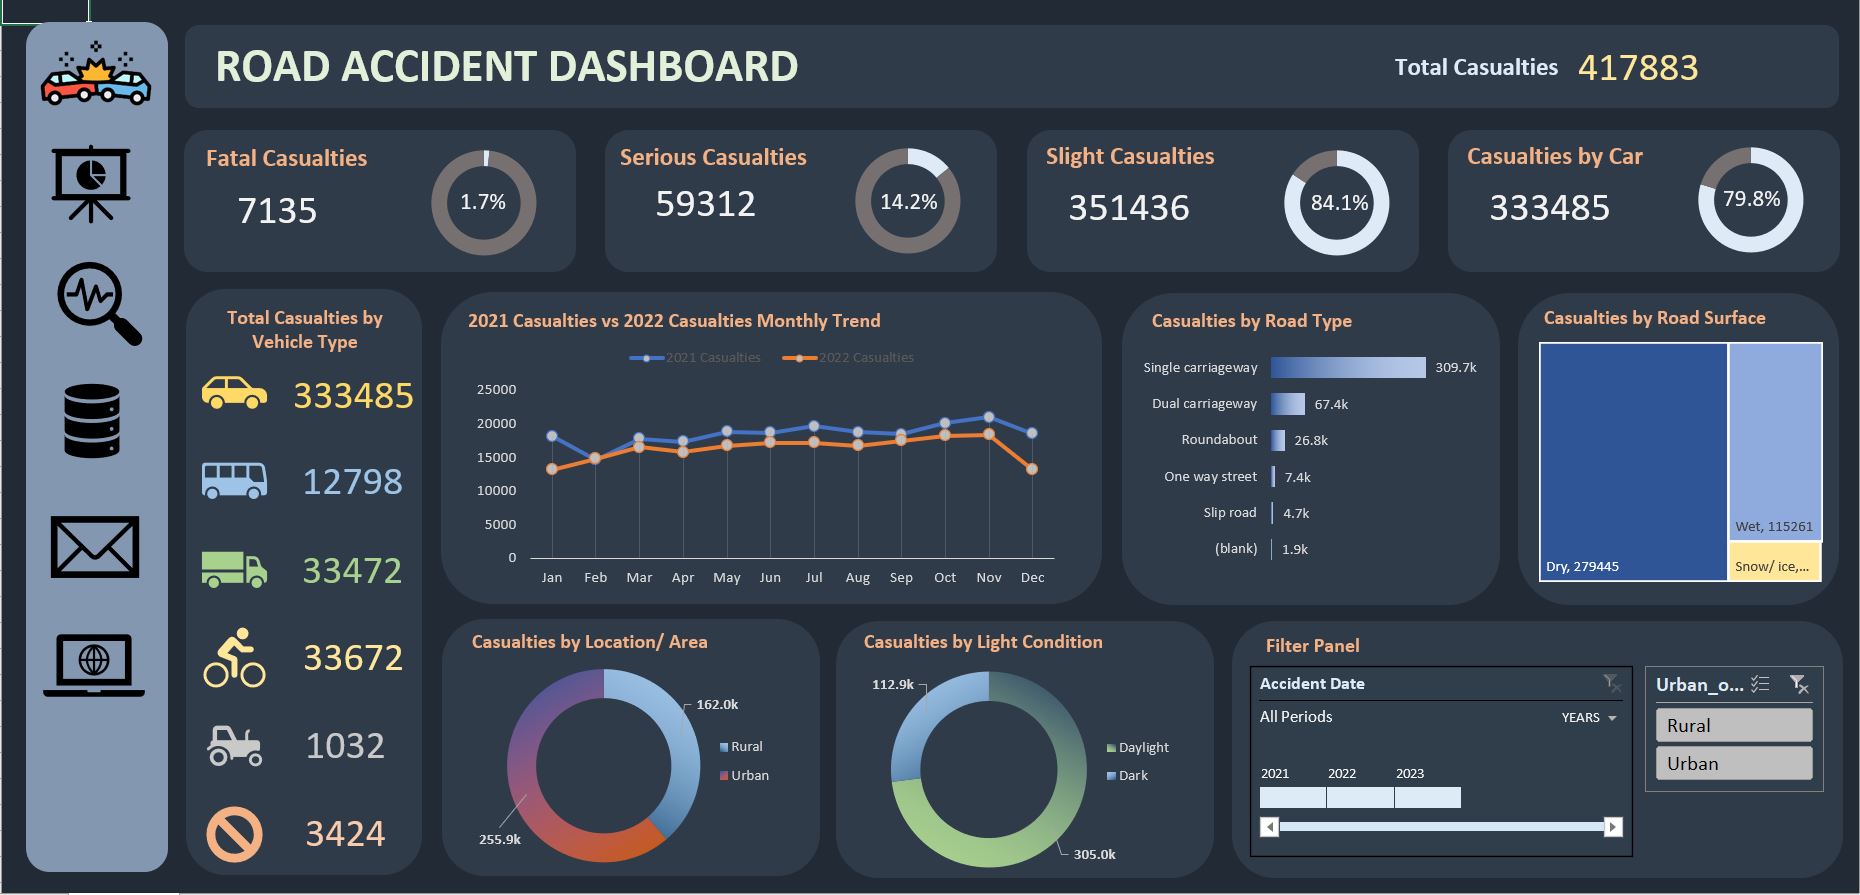 ROAD ACCIDENT DASHBOARD
Total Casualties 417883
Fatal Casualties
7135
1.7%
Serious Casualties
59312
14.2%
Slight Casualties
351436
84.1%
Casualties by Car
333485
79.8%
Total Casualties by
Vehicle Type
333485
12798
33472
33672
1032
3424
2021 Casualties vs 2022 Casualties Monthly Trend
2021 Casualties 2022 Casualties
25000
20000
15000
10000
5000
0
Jan Feb Mar Apr May Jun Jul Aug Sep Oct Nov Dec
Casualties by Road Type
Single carriageway 309.7k
Dual carriageway 67.4k
Roundabout 26.8k
One way street 7.4k
Slip road 4.7k
(blank) 1.9k
Casualties by Road Surface
Wet, 115261
Dry, 279445
Snow/ ice,...
Casualties by Location/ Area
162.0k
Rural
Urban
255.9k
Casualties by Light Condition
112.9k
Daylight
Dark
305.0k
Filter Panel
Accident Date
All Periods YEARS
2021 2022 2023
Urban_o...
Rural
Urban